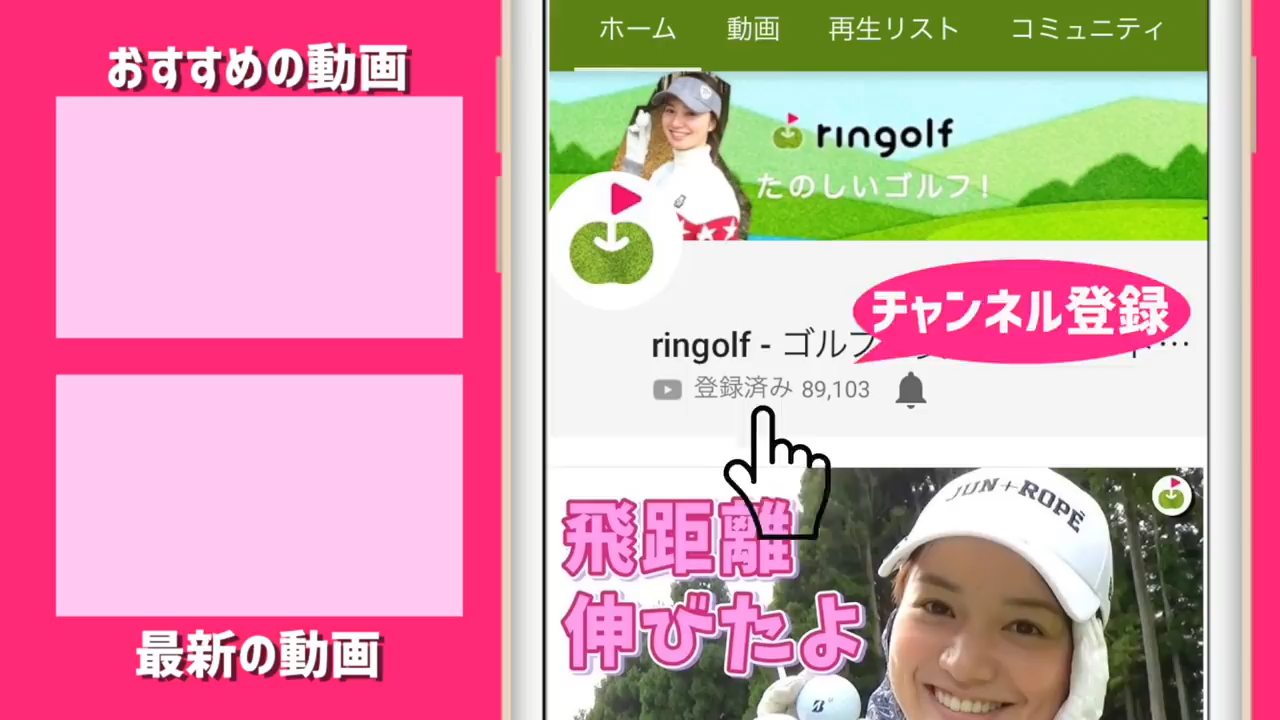 おすすめの動画
最新の動画
ホーム 動画 再生リスト コミュニティ
ringolf
たのしいゴルフ!
チャンネル登録
ringolf - ゴルフ
登録済み 89,103
JUN+ROPÉ
飛距離
伸びたよ
B